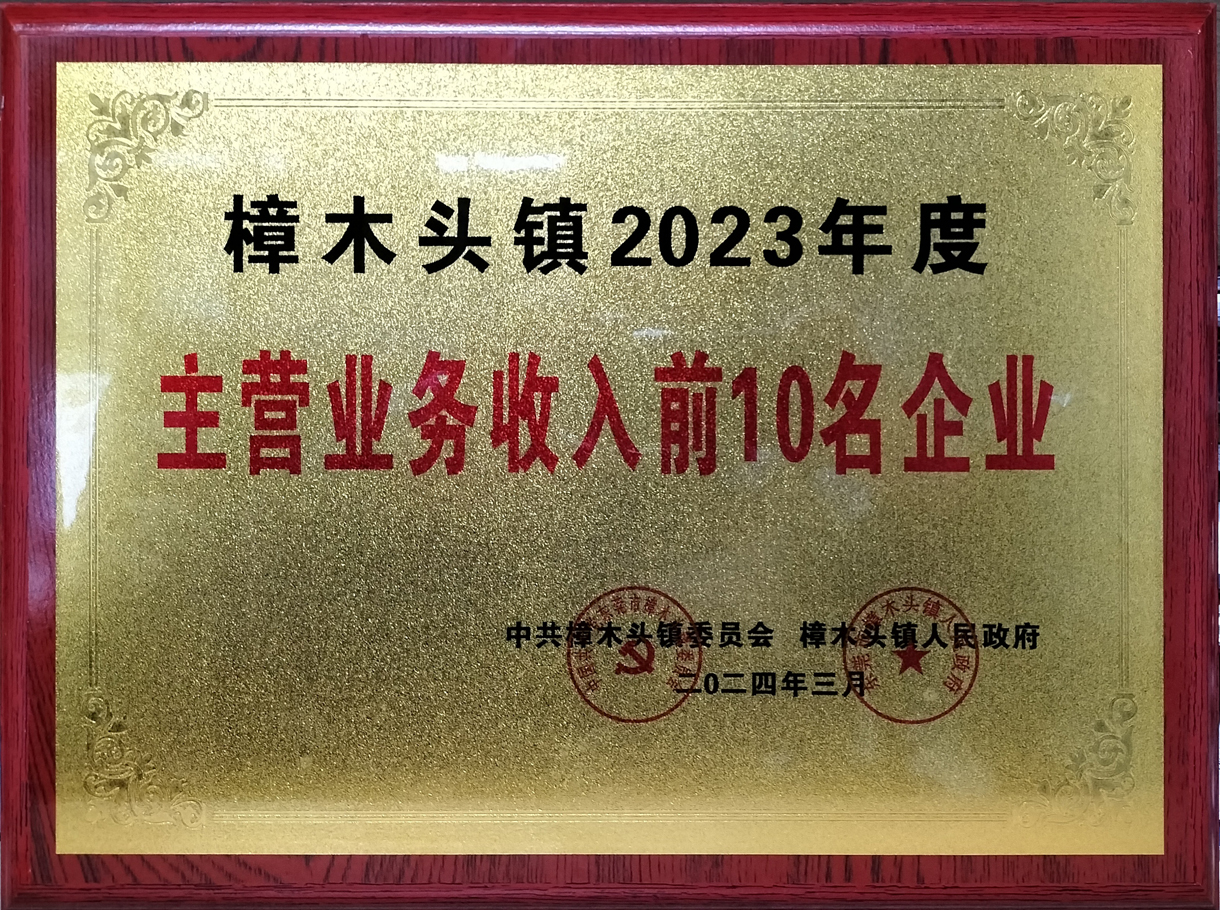 樟木头镇2023年度
主营业务收入前10名企业
中共樟木头镇委员会 樟木头镇人民政府
二0二四年三月